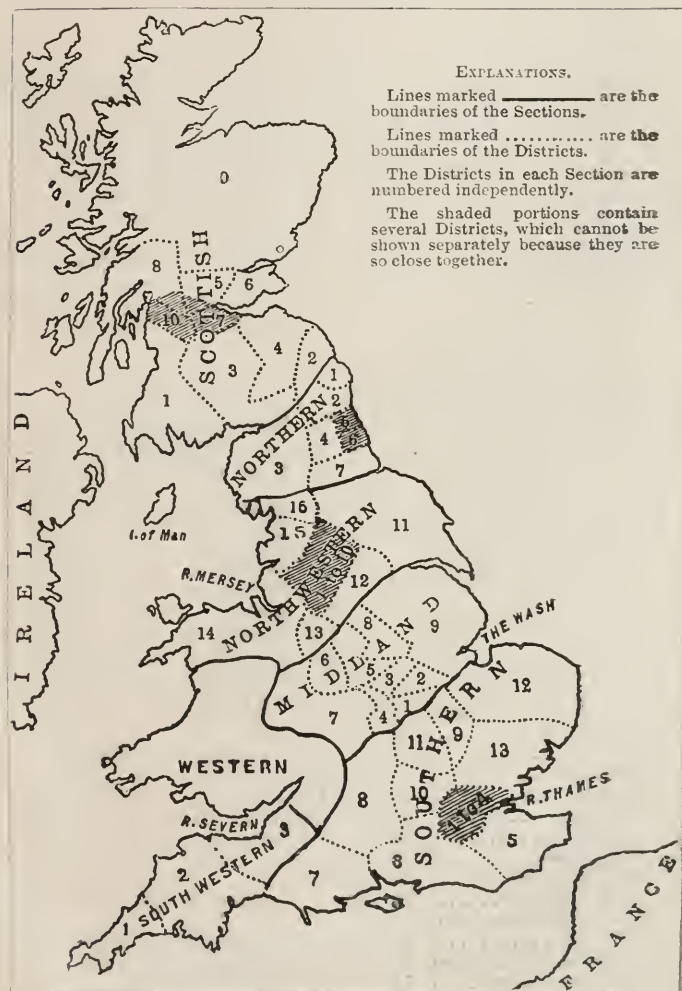 EXPLANATIONS.
Lines marked ——— are the
boundaries of the Sections.
Lines marked ............ are the
boundaries of the Districts.
The Districts in each Section are
numbered independently.
The shaded portions contain
several Districts, which cannot be
shown separately because they are
so close together.
SCOTTISH
8
5
6
10
7
4
3
2
1
IRELAND
NORTHERN
1
2
4
6
3
7
I. of Man
R. MERSEY
NORTH WESTERN
16
15
11
12
13
14
THE WASH
MIDLAND
8
9
6
5
3
2
7
4
1
WESTERN
R. SEVERN
SOUTHERN
12
11
9
13
8
10
1 TO 4
R. THAMES
5
7
SOUTH WESTERN
3
2
1
FRANCE